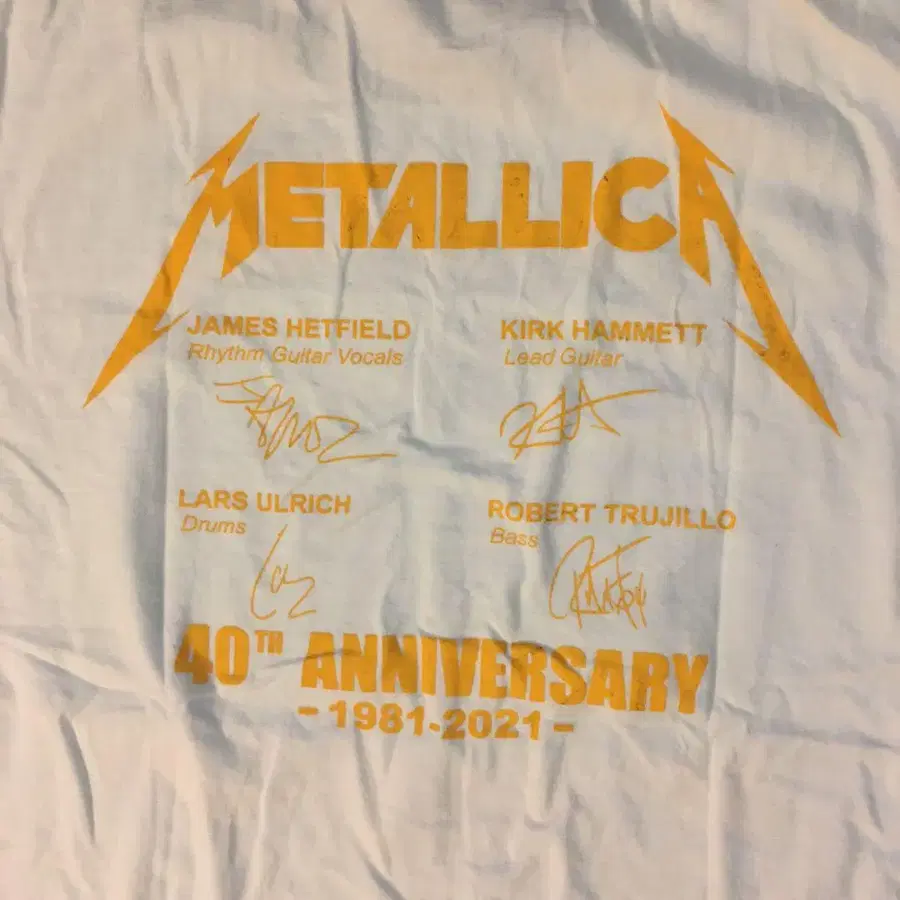 METALLICA
JAMES HETFIELD
Rhythm Guitar Vocals
KIRK HAMMETT
Lead Guitar
LARS ULRICH
Drums
ROBERT TRUJILLO
Bass
40TH ANNIVERSARY
- 1981-2021 -